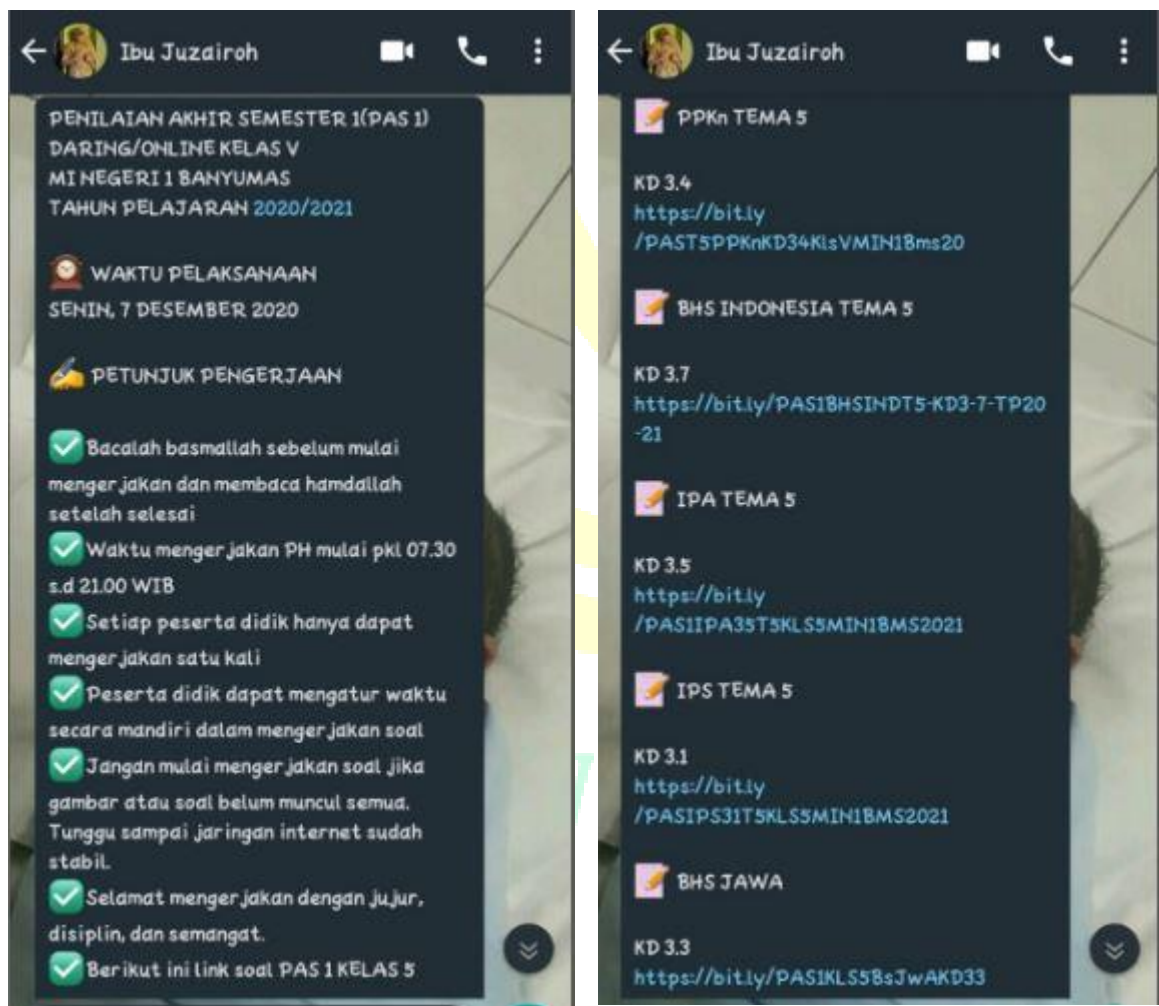 Ibu Juzairoh
PENILAIAN AKHIR SEMESTER 1(PAS 1)
DARING/ONLINE KELAS V
MI NEGERI 1 BANYUMAS
TAHUN PELAJARAN 2020/2021
WAKTU PELAKSANAAN
SENIN, 7 DESEMBER 2020
PETUNJUK PENGERJAAN
Bacalah basmallah sebelum mulai
mengerjakan dan membaca hamdallah
setelah selesai
Waktu mengerjakan PH mulai pkl 07.30
s.d 21.00 WIB
Setiap peserta didik hanya dapat
mengerjakan satu kali
Peserta didik dapat mengatur waktu
secara mandiri dalam mengerjakan soal
Jangan mulai mengerjakan soal jika
gambar atau soal belum muncul semua.
Tunggu sampai jaringan internet sudah
stabil.
Selamat mengerjakan dengan jujur,
disiplin, dan semangat.
Berikut ini link soal PAS 1 KELAS 5
Ibu Juzairoh
PPKn TEMA 5
KD 3.4
https://bit.ly
/PAST5PPKnKD34KlsVMIN1Bms20
BHS INDONESIA TEMA 5
KD 3.7
https://bit.ly/PAS1BHSINDT5-KD3-7-TP20
-21
IPA TEMA 5
KD 3.5
https://bit.ly
/PAS1IPA35T5KLS5MIN1BMS2021
IPS TEMA 5
KD 3.1
https://bit.ly
/PASIPS31T5KLS5MIN1BMS2021
BHS JAWA
KD 3.3
https://bit.ly/PAS1KLS5BsJwAKD33